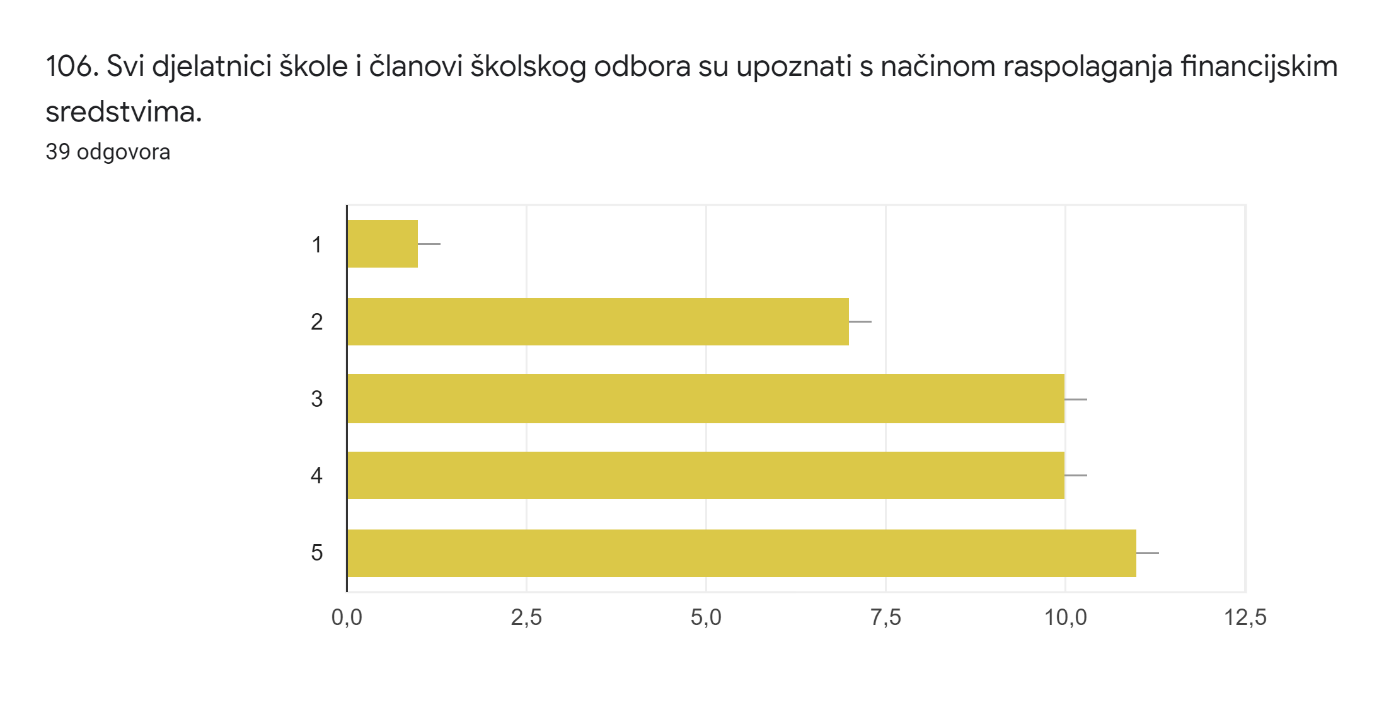 106. Svi djelatnici škole i članovi školskog odbora su upoznati s načinom raspolaganja financijskim
sredstvima.
39 odgovora
1
2
3
4
5
0,0 2,5 5,0 7,5 10,0 12,5